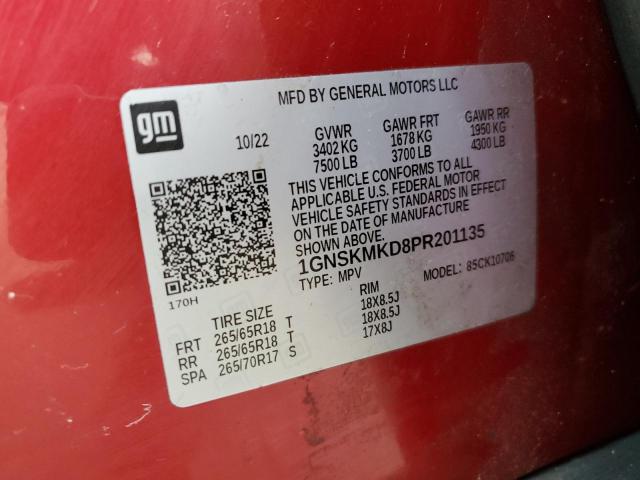 MFD BY GENERAL MOTORS LLC
gm
10/22
GVWR GAWR FRT GAWR RR
3402 KG 1678 KG 1950 KG
7500 LB 3700 LB 4300 LB
THIS VEHICLE CONFORMS TO ALL
APPLICABLE U.S. FEDERAL MOTOR
VEHICLE SAFETY STANDARDS IN EFFECT
ON THE DATE OF MANUFACTURE
SHOWN ABOVE.
1GNSKMKD8PR201135
TYPE: MPV MODEL: 85CK10706
170H
TIRE SIZE RIM
FRT 265/65R18 T 18X8.5J
RR 265/65R18 T 18X8.5J
SPA 265/70R17 S 17X8J